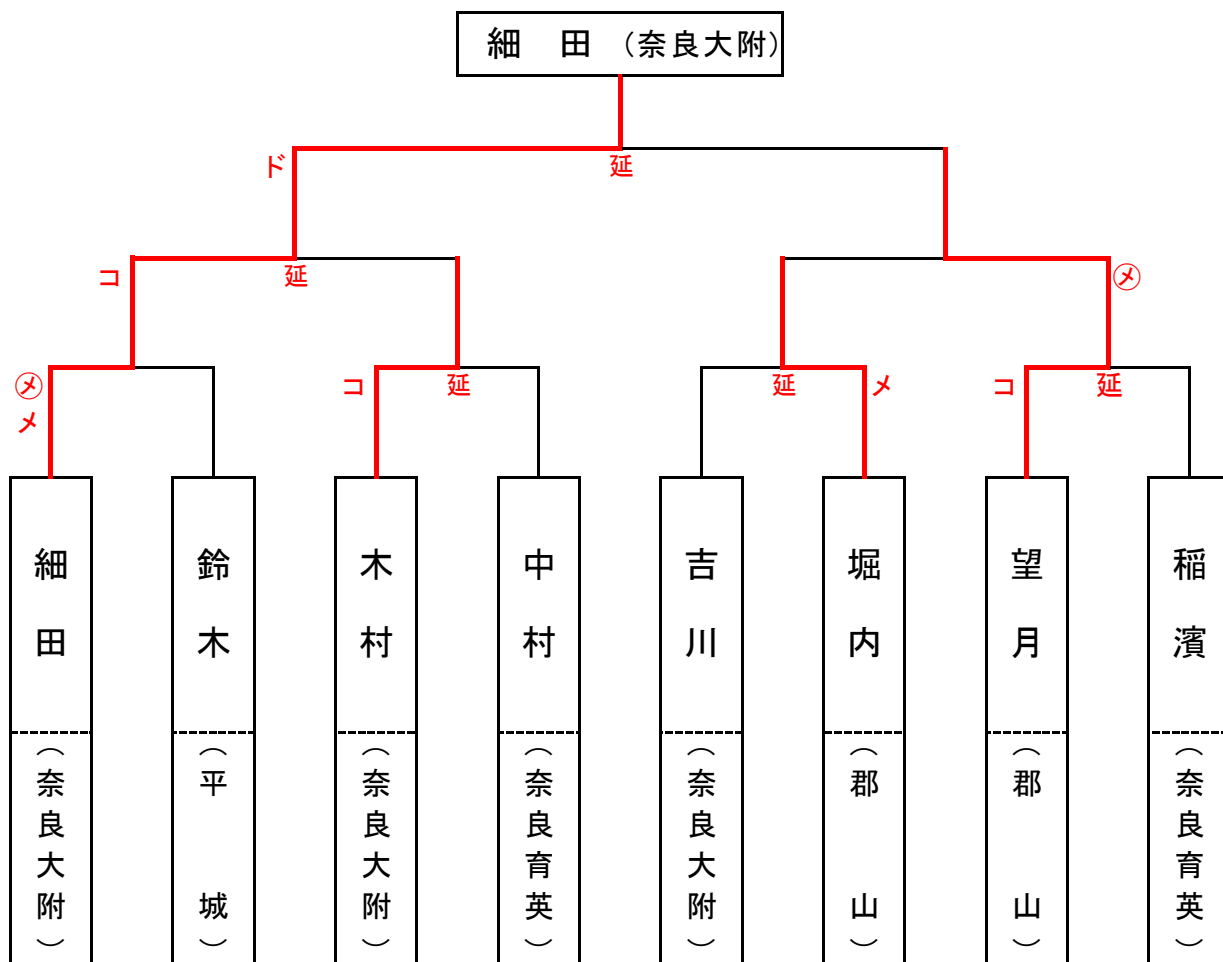 細 田 (奈良大附)
ド 延
コ 延 ㋱
㋱ コ 延 延 メ コ 延
メ
細田 (奈良大附)
鈴木 (平城)
木村 (奈良大附)
中村 (奈良育英)
吉川 (奈良大附)
堀内 (郡山)
望月 (郡山)
稲濱 (奈良育英)